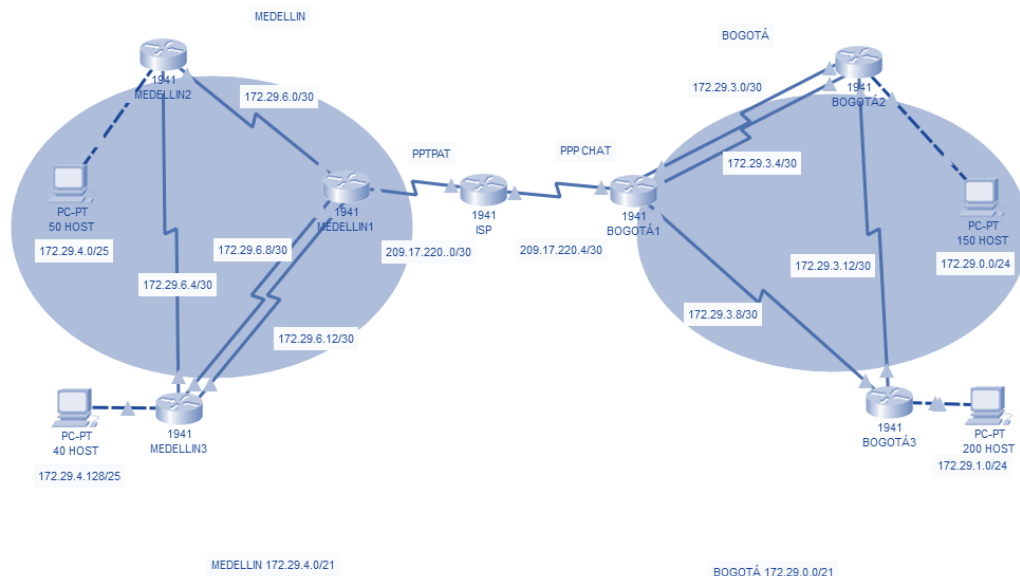 MEDELLIN
BOGOTÁ
1941
MEDELLIN2
172.29.6.0/30
172.29.3.0/30
1941
BOGOTÁ2
PPTPAT
PPP CHAT
172.29.3.4/30
PC-PT
50 HOST
172.29.4.0/25
1941
MEDELLIN1
1941
ISP
1941
BOGOTÁ1
PC-PT
150 HOST
172.29.0.0/24
172.29.6.8/30
209.17.220..0/30
209.17.220.4/30
172.29.3.12/30
172.29.6.4/30
172.29.3.8/30
172.29.6.12/30
PC-PT
40 HOST
172.29.4.128/25
1941
MEDELLIN3
1941
BOGOTÁ3
PC-PT
200 HOST
172.29.1.0/24
MEDELLIN 172.29.4.0/21
BOGOTÁ 172.29.0.0/21